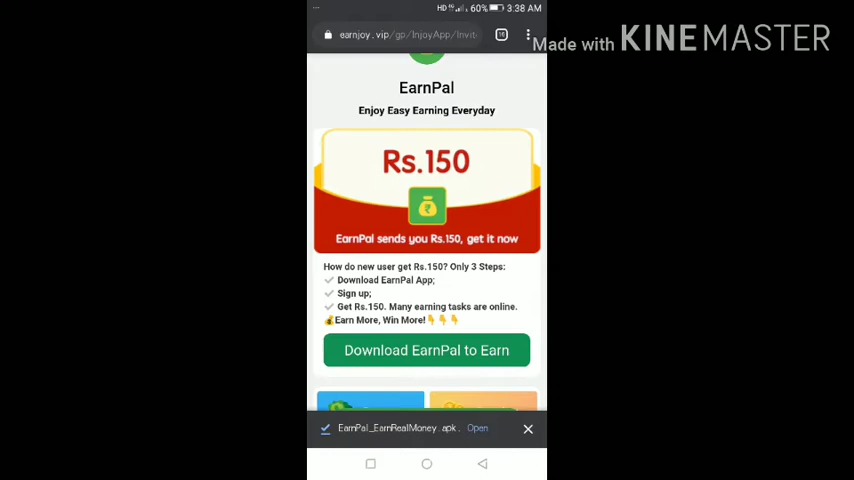 HD 4G 60% 3:38 AM
earnjoy.vip/gp/InjoyApp/Invit
16
Made with KINEMASTER
EarnPal
Enjoy Easy Earning Everyday
Rs.150
₹
EarnPal sends you Rs.150, get it now
How do new user get Rs.150? Only 3 Steps:
Download EarnPal App;
Sign up;
Get Rs.150. Many earning tasks are online.
💰Earn More, Win More!👇👇👇
Download EarnPal to Earn
EarnPal_EarnRealMoney.apk. Open